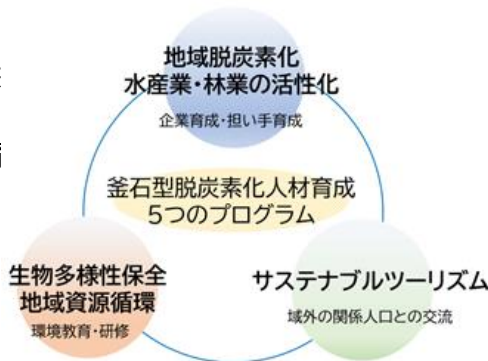 地域脱炭素化
水産業・林業の活性化
企業育成・担い手育成
釜石型脱炭素化人材育成
5つのプログラム
生物多様性保全
地域資源循環
環境教育・研修
サステナブルツーリズム
域外の関係人口との交流